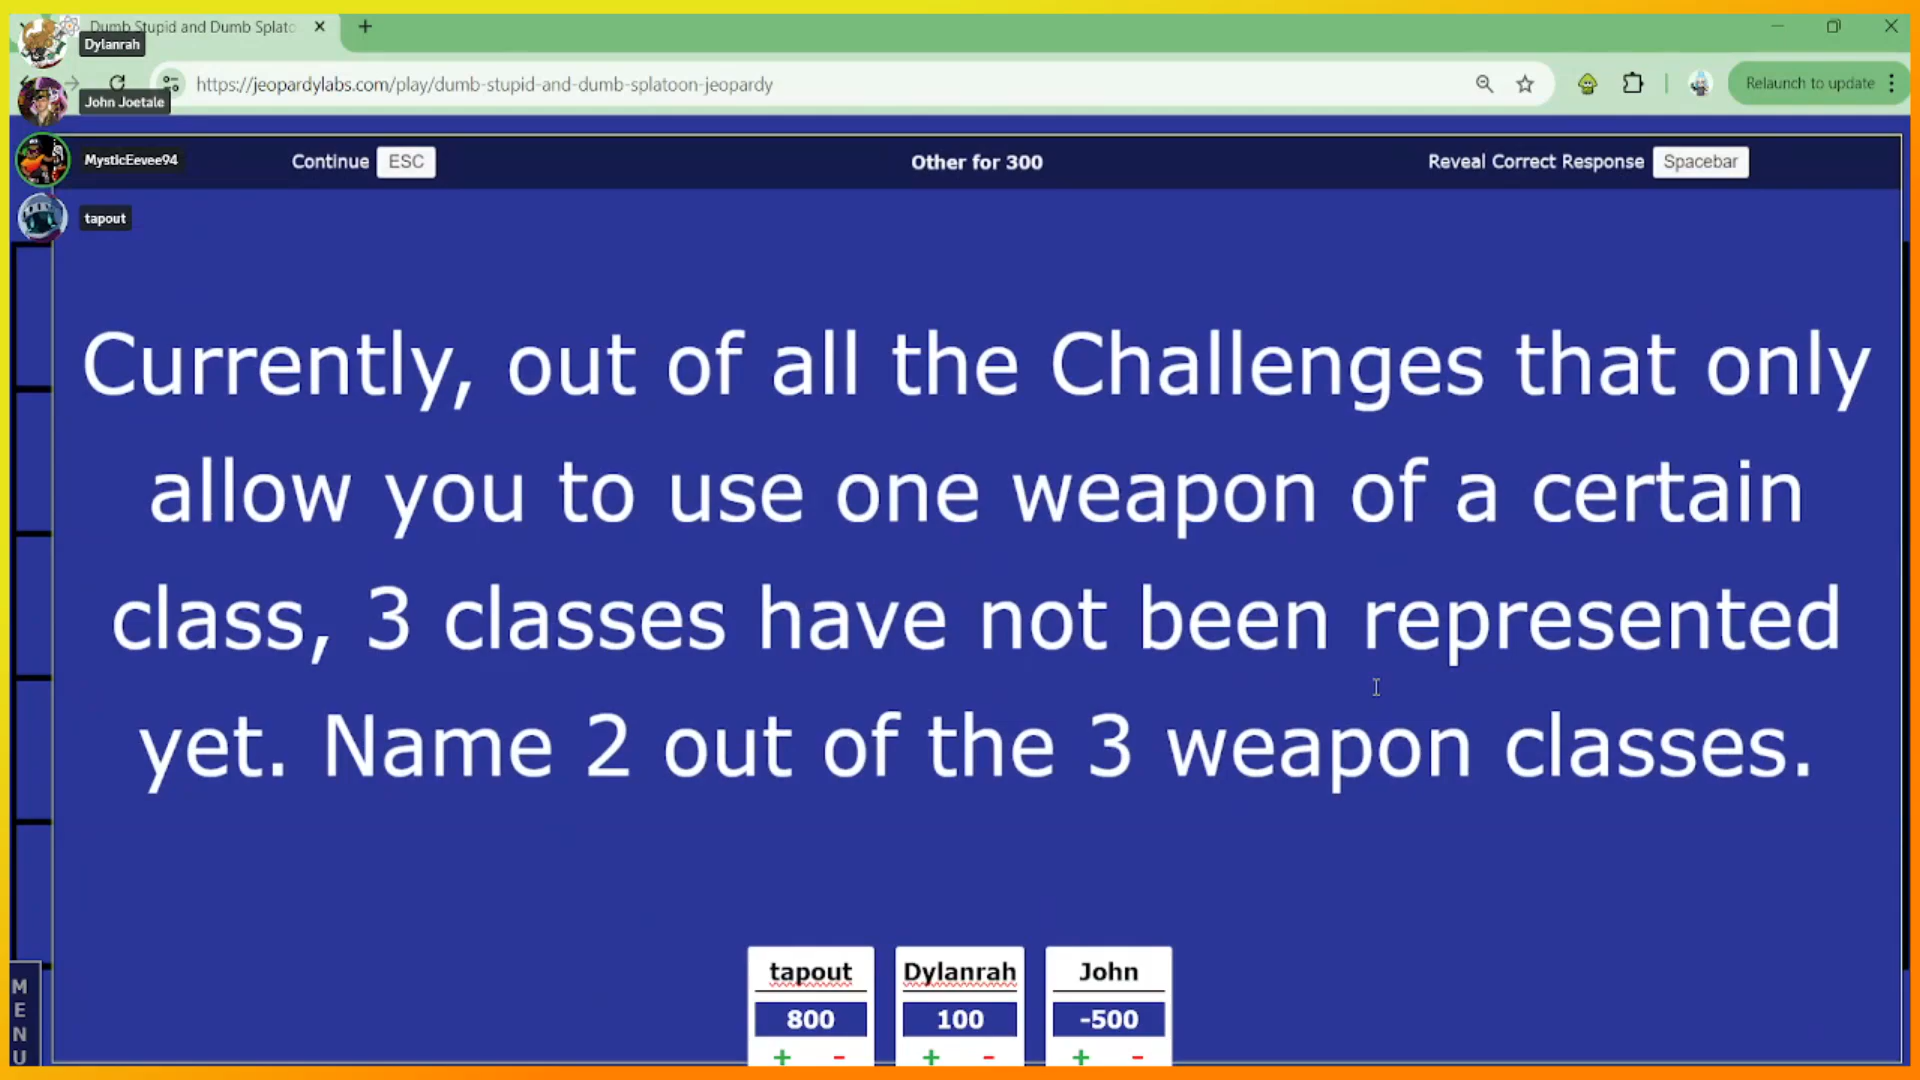 Dumb Stupid and Dumb Splato
Dylanrah
https://jeopardylabs.com/play/dumb-stupid-and-dumb-splatoon-jeopardy
Relaunch to update
John Joetale
MysticEevee94
Continue ESC
Other for 300
Reveal Correct Response Spacebar
tapout
Currently, out of all the Challenges that only
allow you to use one weapon of a certain
class, 3 classes have not been represented
yet. Name 2 out of the 3 weapon classes.
MENU
tapout Dylanrah John
800 100 -500
+ - + - + -